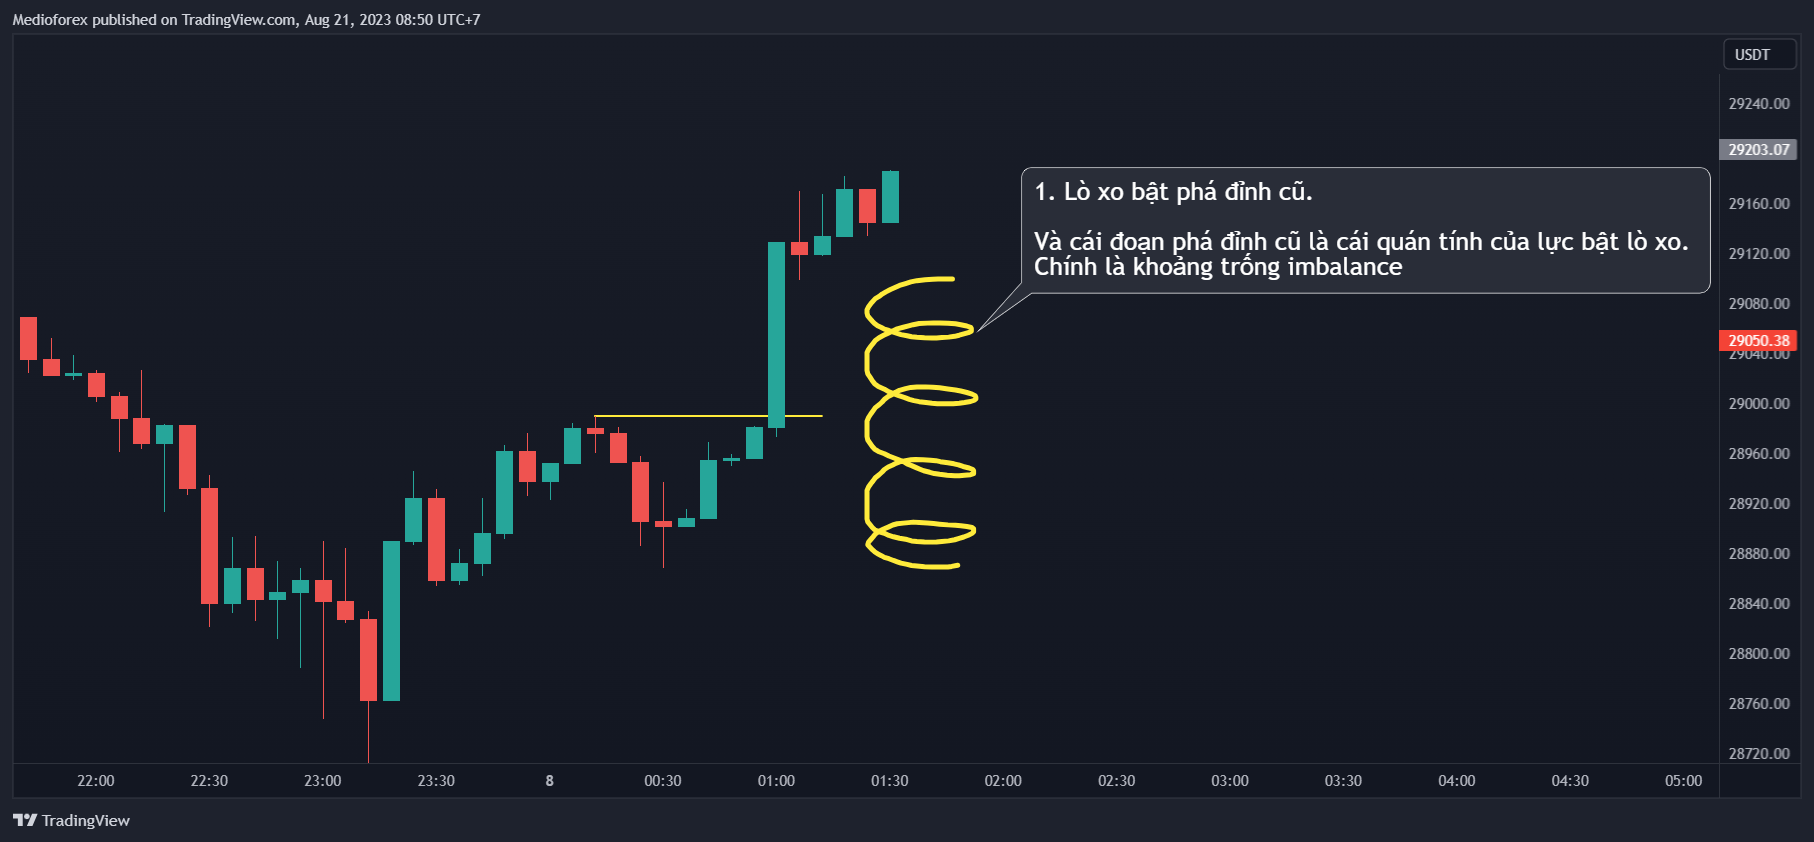 Medioforex published on TradingView.com, Aug 21, 2023 08:50 UTC+7
USDT
29240.00
29203.07
1. Lò xo bật phá đỉnh cũ.
29160.00
Và cái đoạn phá đỉnh cũ là cái quán tính của lực bật lò xo.
29120.00
Chính là khoảng trống imbalance
29080.00
29050.38
29040.00
29000.00
28960.00
28920.00
28880.00
28840.00
28800.00
28760.00
28720.00
22:00 22:30 23:00 23:30 8 00:30 01:00 01:30 02:00 02:30 03:00 03:30 04:00 04:30 05:00
TradingView